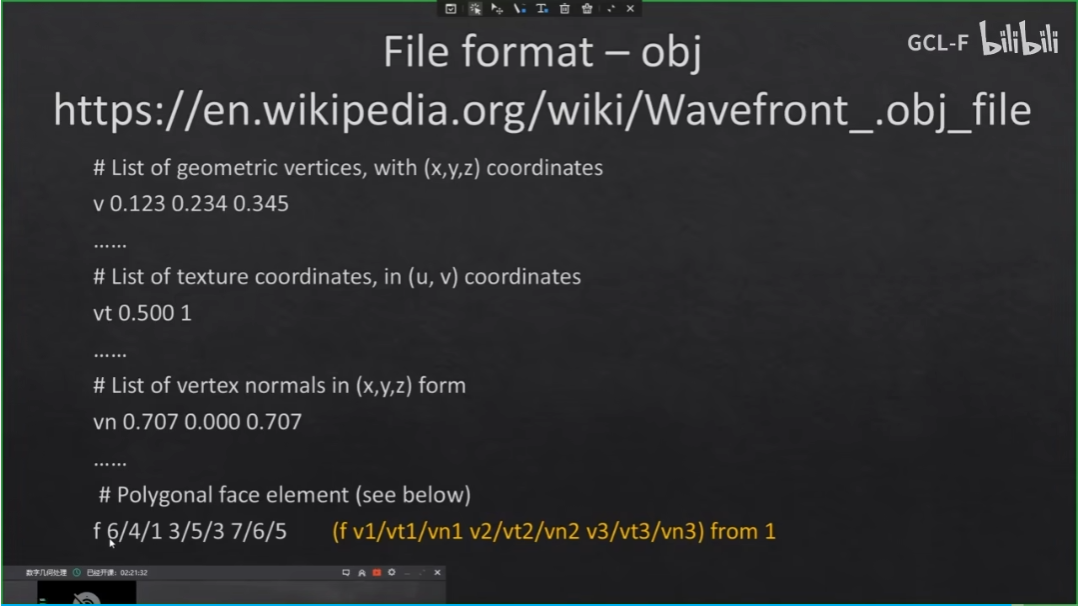 File format – obj
GCL-F bilibili
https://en.wikipedia.org/wiki/Wavefront_.obj_file
# List of geometric vertices, with (x,y,z) coordinates
v 0.123 0.234 0.345
……
# List of texture coordinates, in (u, v) coordinates
vt 0.500 1
……
# List of vertex normals in (x,y,z) form
vn 0.707 0.000 0.707
……
# Polygonal face element (see below)
f 6/4/1 3/5/3 7/6/5 (f v1/vt1/vn1 v2/vt2/vn2 v3/vt3/vn3) from 1
数字几何处理 已经开课: 02:21:32